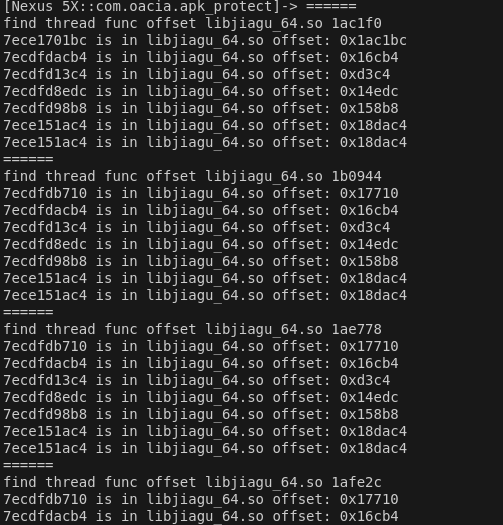 [Nexus 5X::com.oacia.apk_protect]-> ======
find thread func offset libjiagu_64.so 1ac1f0
7ece1701bc is in libjiagu_64.so offset: 0x1ac1bc
7ecdfdacb4 is in libjiagu_64.so offset: 0x16cb4
7ecdfd13c4 is in libjiagu_64.so offset: 0xd3c4
7ecdfd8edc is in libjiagu_64.so offset: 0x14edc
7ecdfd98b8 is in libjiagu_64.so offset: 0x158b8
7ece151ac4 is in libjiagu_64.so offset: 0x18dac4
7ece151ac4 is in libjiagu_64.so offset: 0x18dac4
======
find thread func offset libjiagu_64.so 1b0944
7ecdfdb710 is in libjiagu_64.so offset: 0x17710
7ecdfdacb4 is in libjiagu_64.so offset: 0x16cb4
7ecdfd13c4 is in libjiagu_64.so offset: 0xd3c4
7ecdfd8edc is in libjiagu_64.so offset: 0x14edc
7ecdfd98b8 is in libjiagu_64.so offset: 0x158b8
7ece151ac4 is in libjiagu_64.so offset: 0x18dac4
7ece151ac4 is in libjiagu_64.so offset: 0x18dac4
======
find thread func offset libjiagu_64.so 1ae778
7ecdfdb710 is in libjiagu_64.so offset: 0x17710
7ecdfdacb4 is in libjiagu_64.so offset: 0x16cb4
7ecdfd13c4 is in libjiagu_64.so offset: 0xd3c4
7ecdfd8edc is in libjiagu_64.so offset: 0x14edc
7ecdfd98b8 is in libjiagu_64.so offset: 0x158b8
7ece151ac4 is in libjiagu_64.so offset: 0x18dac4
7ece151ac4 is in libjiagu_64.so offset: 0x18dac4
======
find thread func offset libjiagu_64.so 1afe2c
7ecdfdb710 is in libjiagu_64.so offset: 0x17710
7ecdfdacb4 is in libjiagu_64.so offset: 0x16cb4